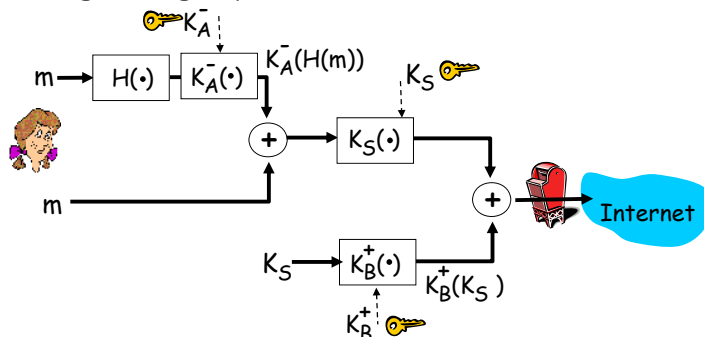 K_A^-
m
H(•)
K_A^-(•)
K_A^-(H(m))
K_S
+
K_S(•)
m
+
Internet
K_S
K_B^+(•)
K_B^+(K_S )
K_B^+